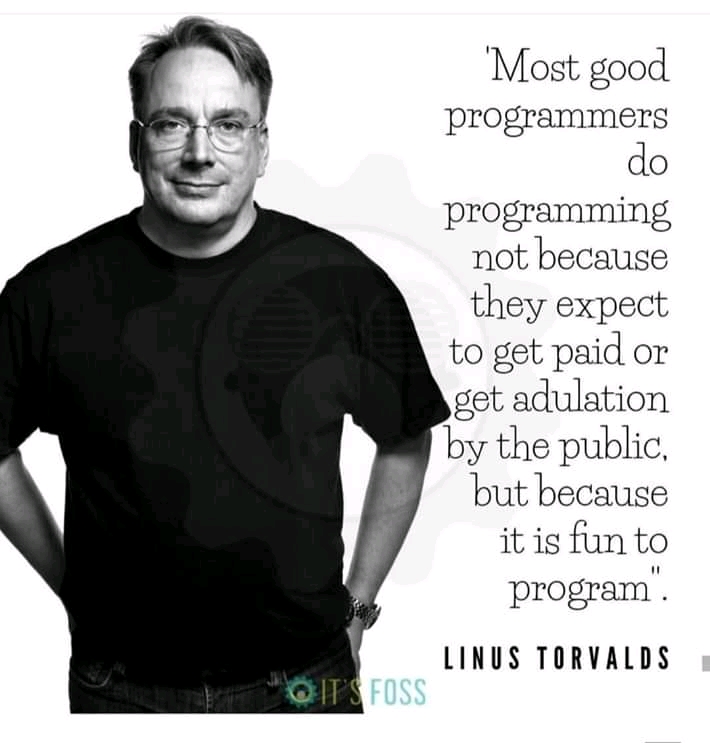 'Most good
programmers
do
programming
not because
they expect
to get paid or
get adulation
by the public,
but because
it is fun to
program".
LINUS TORVALDS
IT'S FOSS